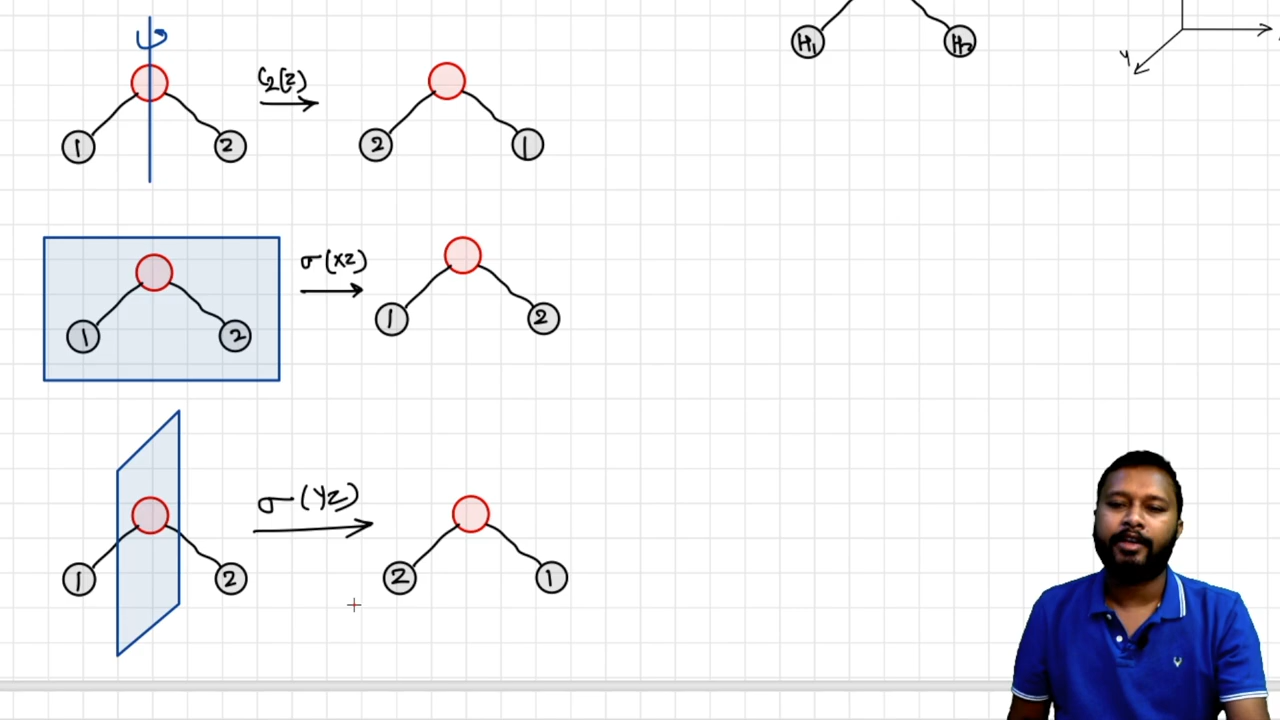 H₁ H₂
Y
C₂(z)
1 2 2 1
σ(xz)
1 2 1 2
σ(yz)
1 2 2 1